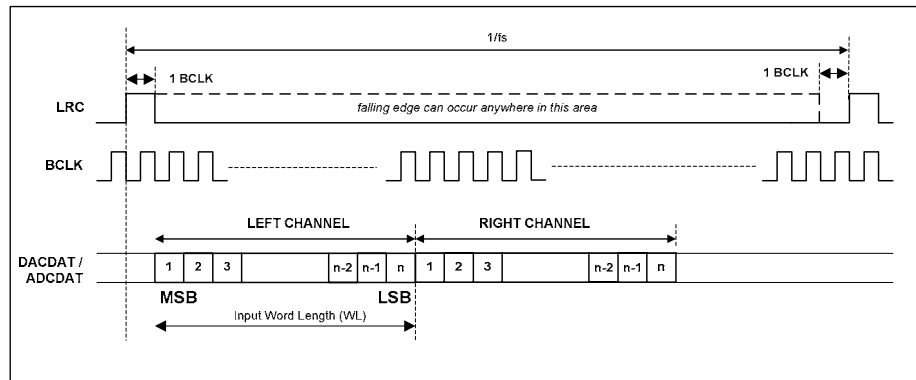 1/fs
1 BCLK
1 BCLK
LRC
falling edge can occur anywhere in this area
BCLK
LEFT CHANNEL
RIGHT CHANNEL
DACDAT /
ADCDAT
1 2 3 n-2 n-1 n 1 2 3 n-2 n-1 n
MSB
LSB
Input Word Length (WL)